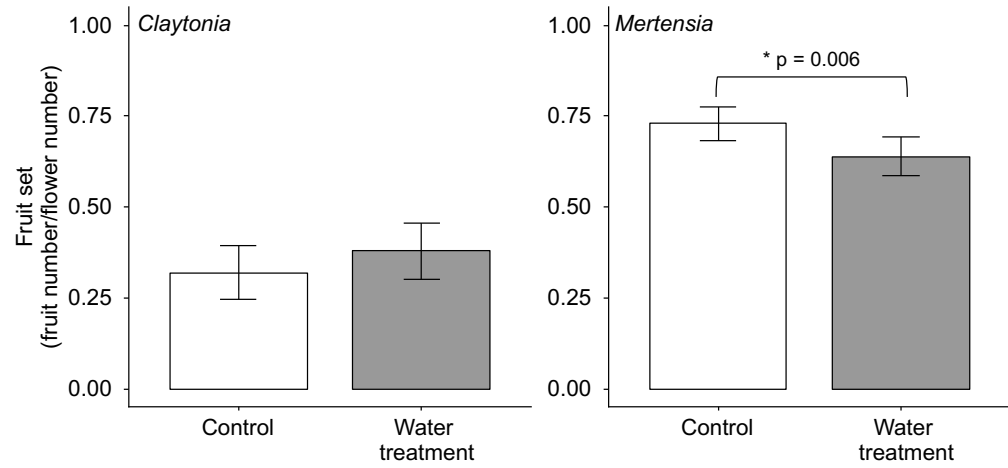 Fruit set
(fruit number/flower number)
Claytonia
1.00
0.75
0.50
0.25
0.00
Control
Water
treatment
Mertensia
* p = 0.006
1.00
0.75
0.50
0.25
0.00
Control
Water
treatment